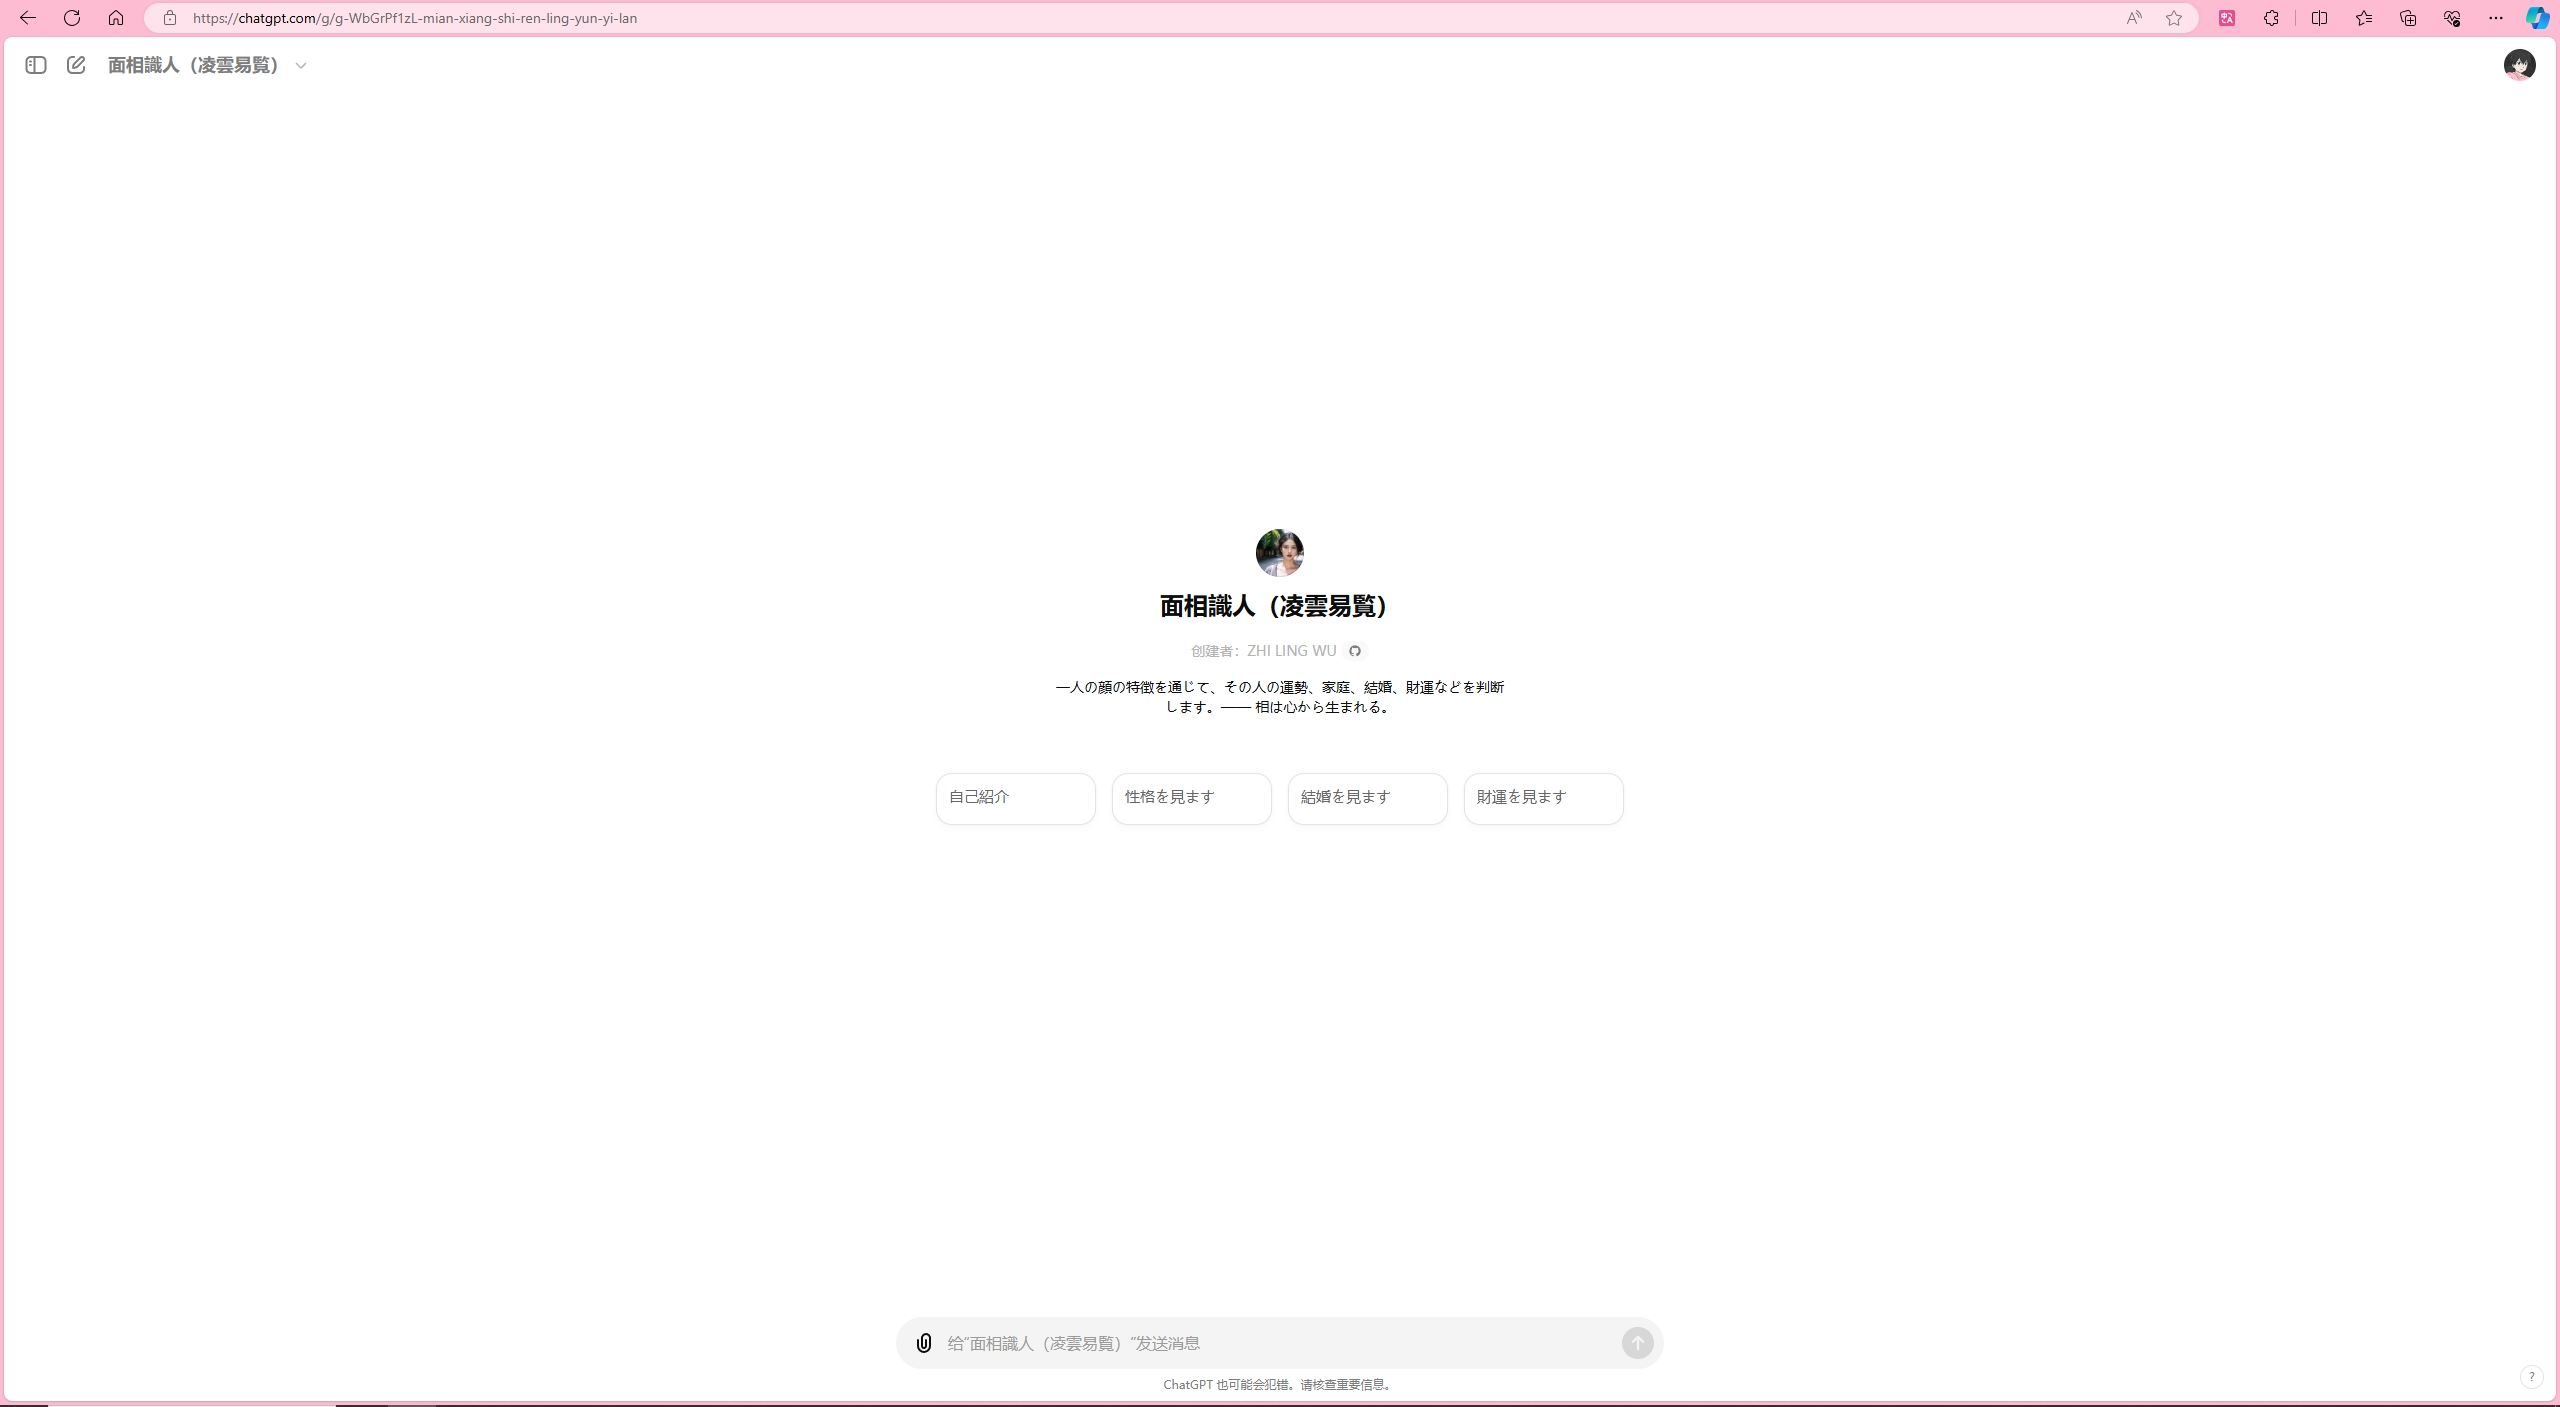 https://chatgpt.com/g/g-WbGrPf1zL-mian-xiang-shi-ren-ling-yun-yi-lan
面相識人（凌雲易覧）
面相識人（凌雲易覧）
创建者：ZHI LING WU
一人の顔の特徴を通じて、その人の運勢、家庭、結婚、財運などを判断
します。—— 相は心から生まれる。
自己紹介
性格を見ます
結婚を見ます
財運を見ます
给“面相識人（凌雲易覧）”发送消息
ChatGPT 也可能会犯错。请核查重要信息。
?